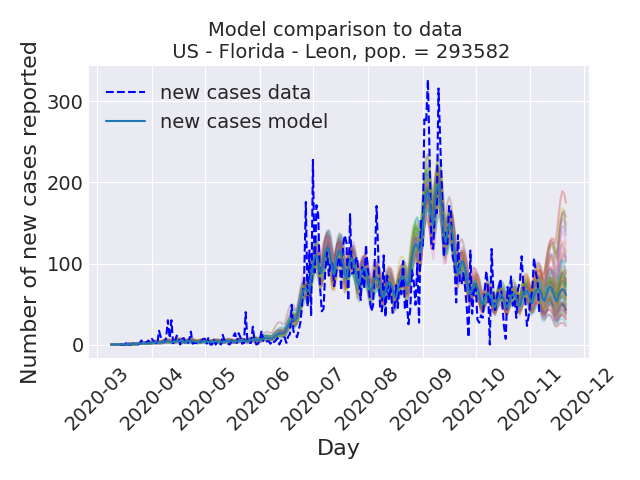 Model comparison to data
US - Florida - Leon, pop. = 293582
new cases data
new cases model
Number of new cases reported
300
200
100
0
2020-03
2020-04
2020-05
2020-06
2020-07
2020-08
2020-09
2020-10
2020-11
2020-12
Day